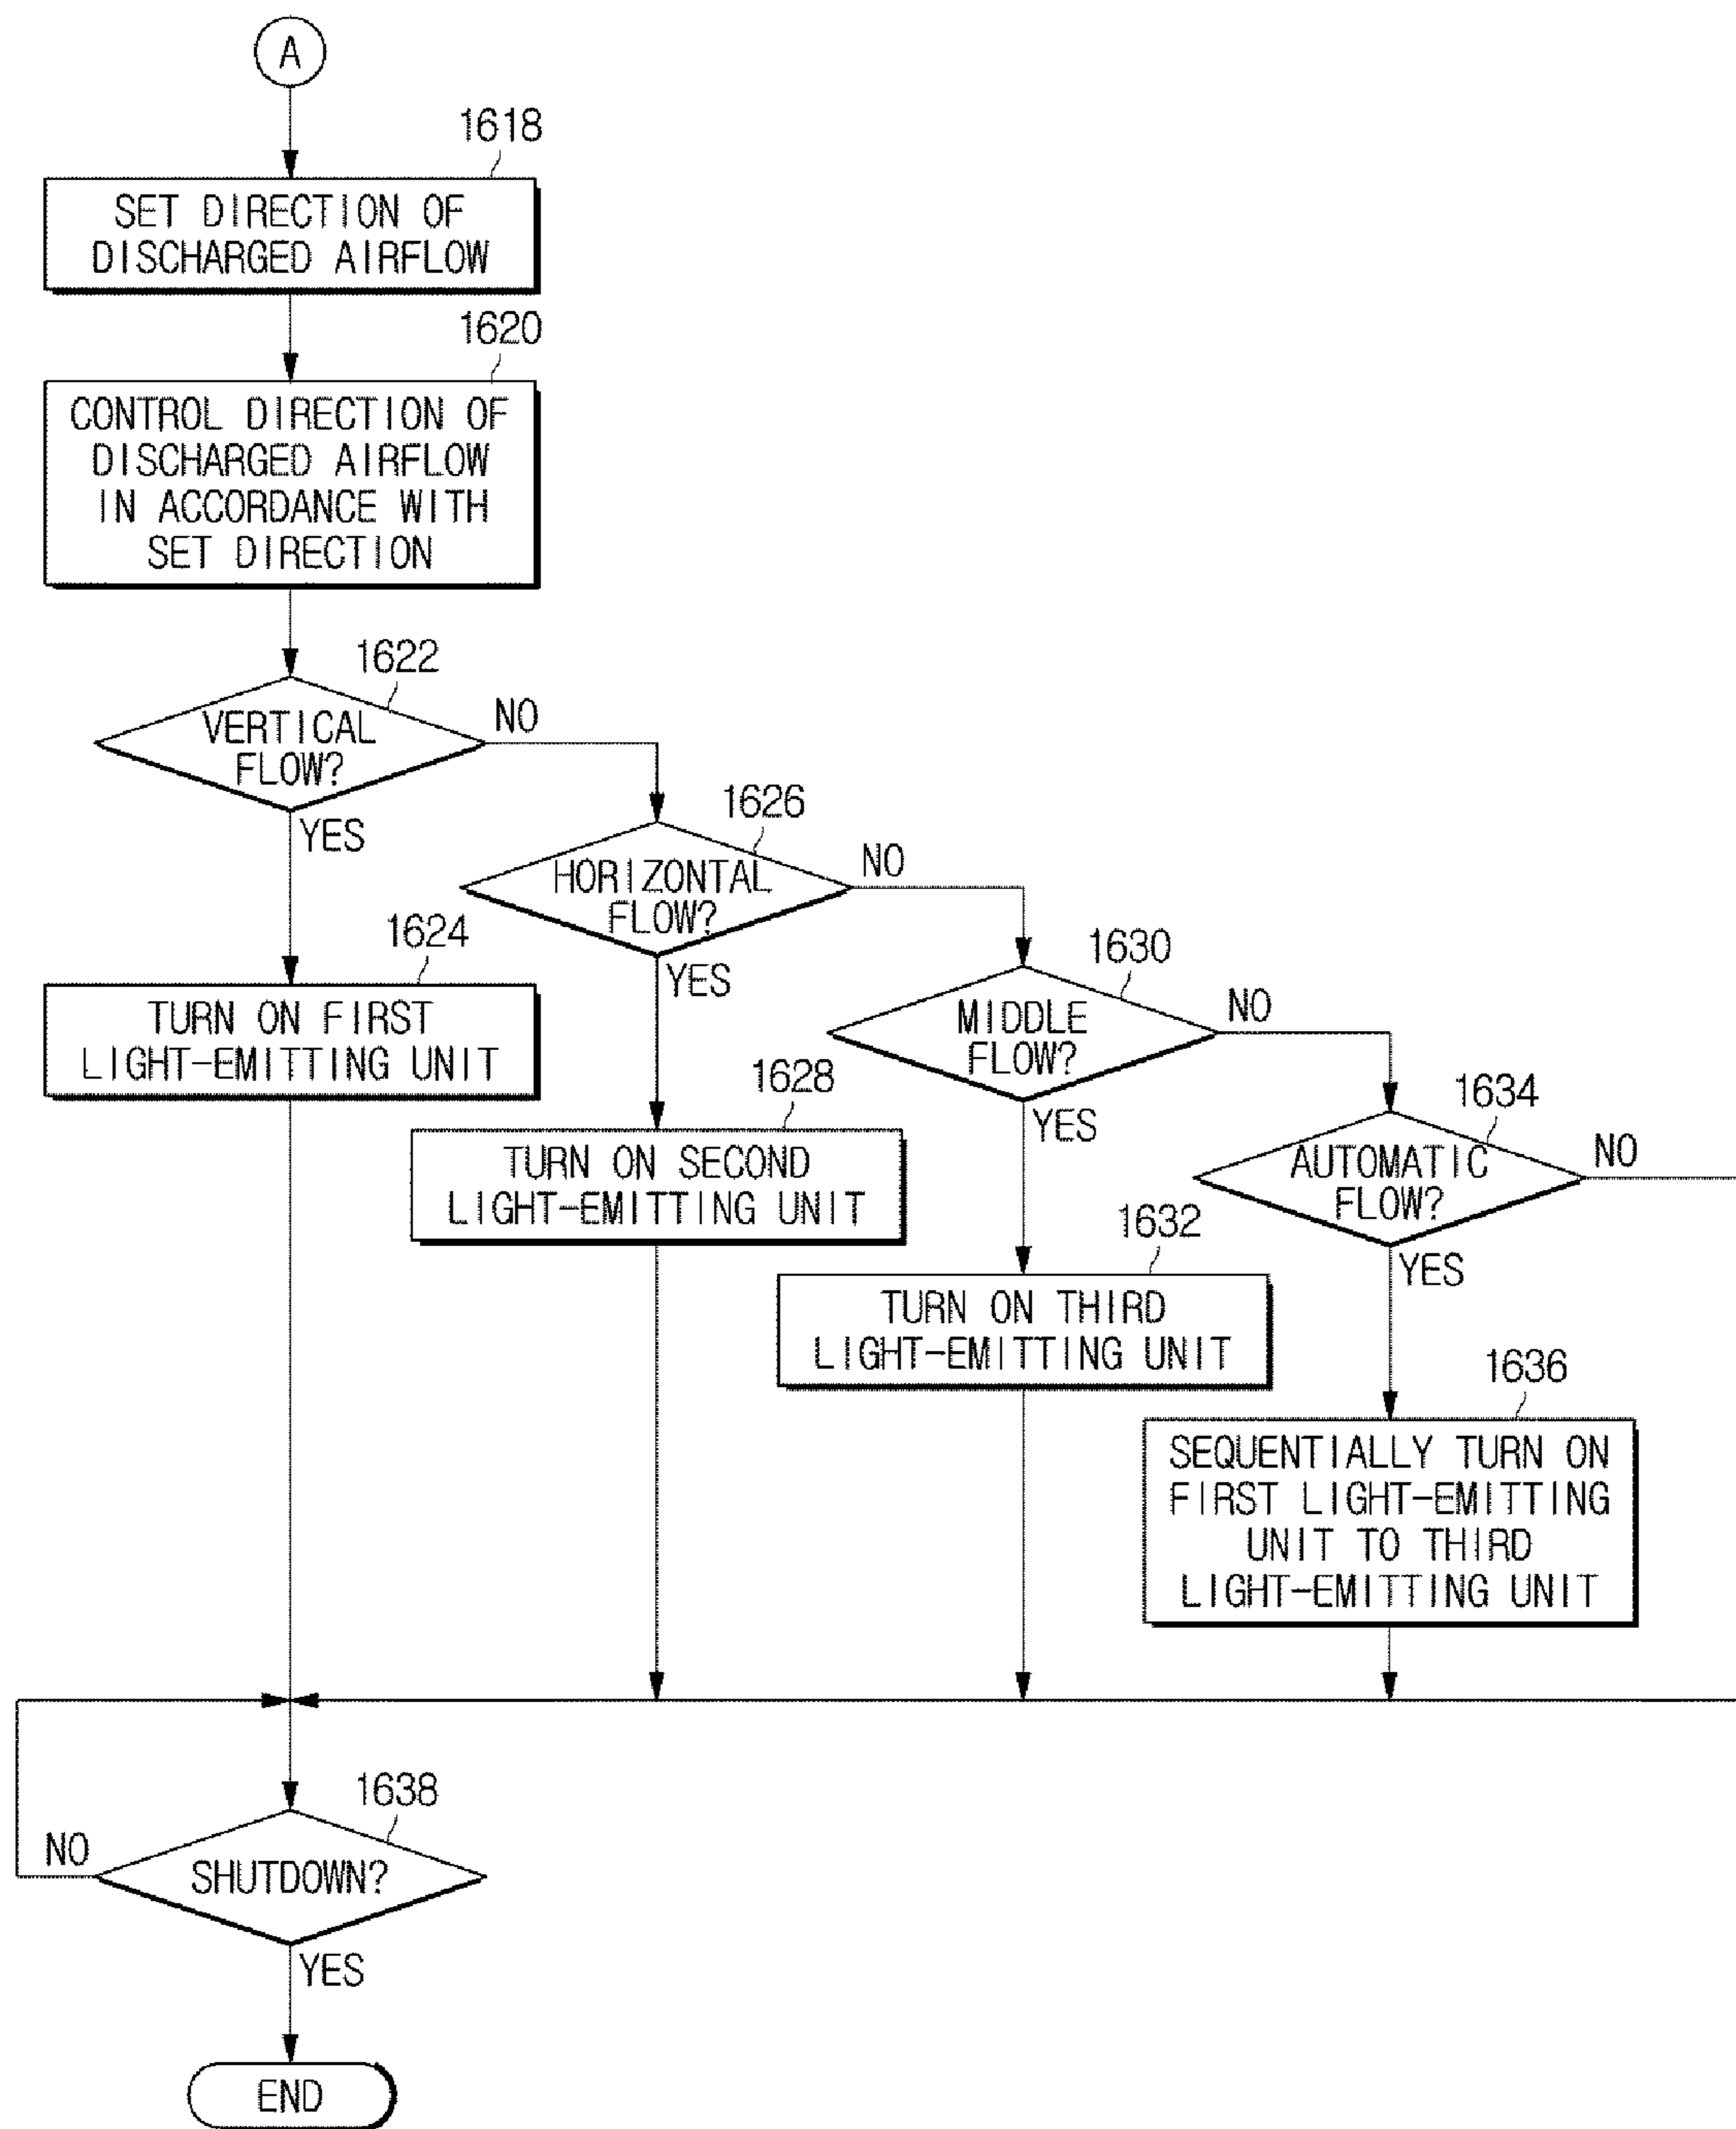 A
1618
SET DIRECTION OF
DISCHARGED AIRFLOW
1620
CONTROL DIRECTION OF
DISCHARGED AIRFLOW
IN ACCORDANCE WITH
SET DIRECTION
1622
VERTICAL
FLOW?
NO
YES
1626
HORIZONTAL
FLOW?
NO
YES
1624
TURN ON FIRST
LIGHT-EMITTING UNIT
1630
MIDDLE
FLOW?
NO
YES
1628
TURN ON SECOND
LIGHT-EMITTING UNIT
1634
AUTOMATIC
FLOW?
NO
YES
1632
TURN ON THIRD
LIGHT-EMITTING UNIT
1636
SEQUENTIALLY TURN ON
FIRST LIGHT-EMITTING
UNIT TO THIRD
LIGHT-EMITTING UNIT
1638
SHUTDOWN?
NO
YES
END